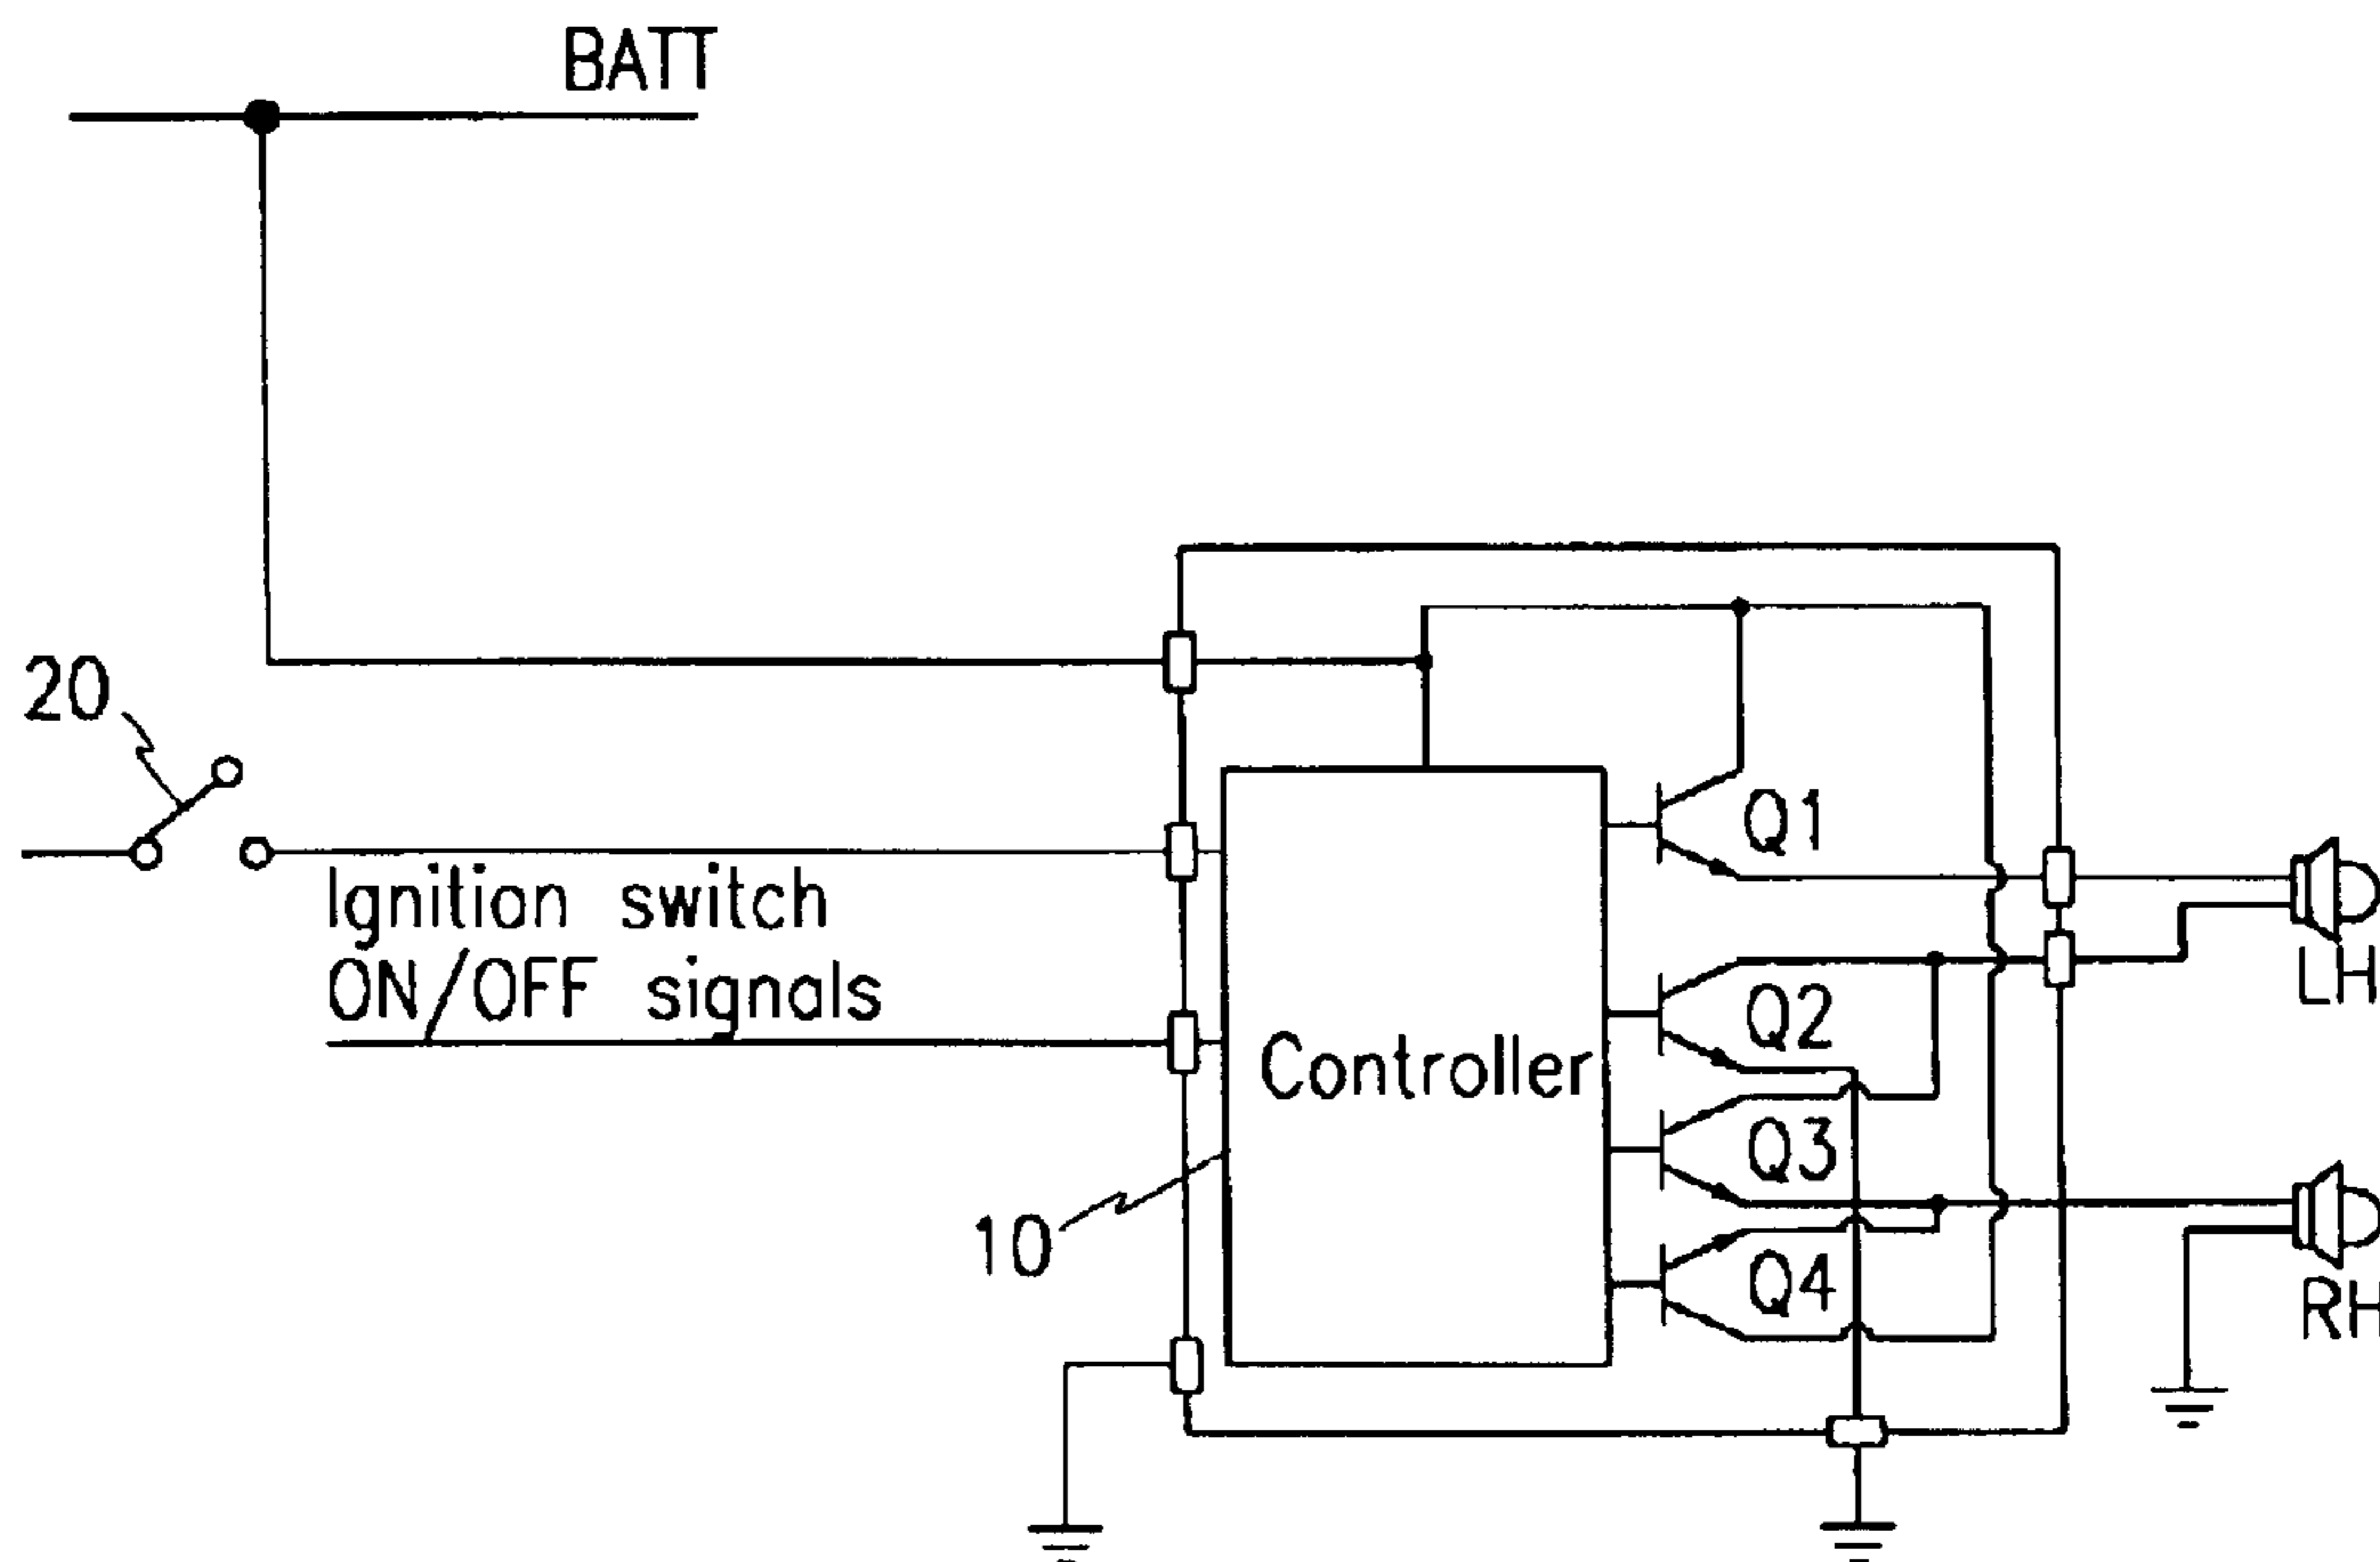 BATT
20
Ignition switch
ON/OFF signals
Controller
10
Q1
Q2
Q3
Q4
LH
RH